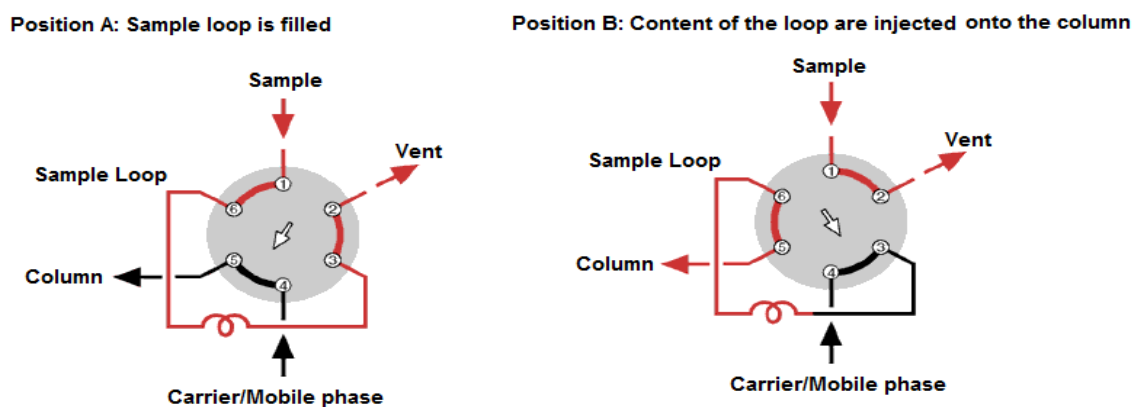 Position A: Sample loop is filled
Sample
Vent
Sample Loop
1
6
2
5
3
4
Column
Carrier/Mobile phase
Position B: Content of the loop are injected onto the column
Sample
Vent
Sample Loop
1
6
2
5
3
4
Column
Carrier/Mobile phase